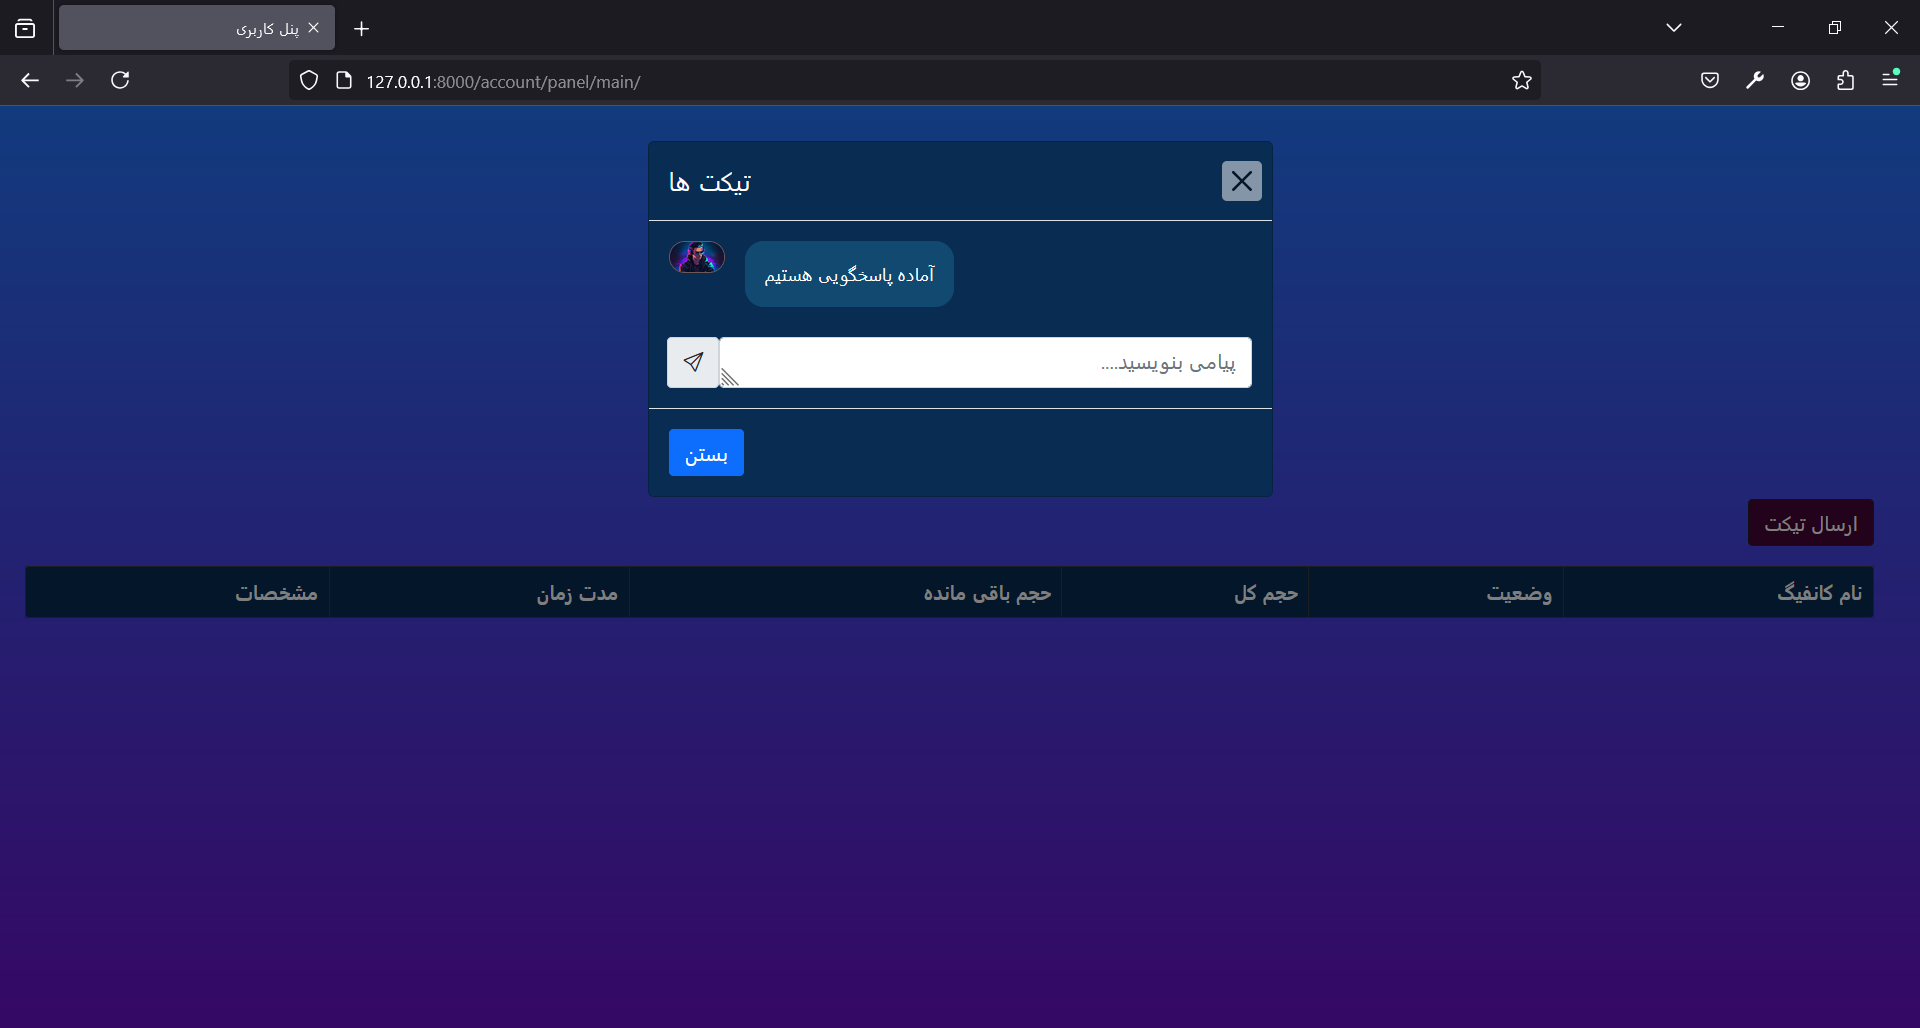 پنل کاربری
127.0.0.1:8000/account/panel/main/
تیکت ها
آماده پاسخگویی هستیم
پیامی بنویسید....
بستن
ارسال تیکت
نام کانفیگ وضعیت حجم کل حجم باقی مانده مدت زمان مشخصات